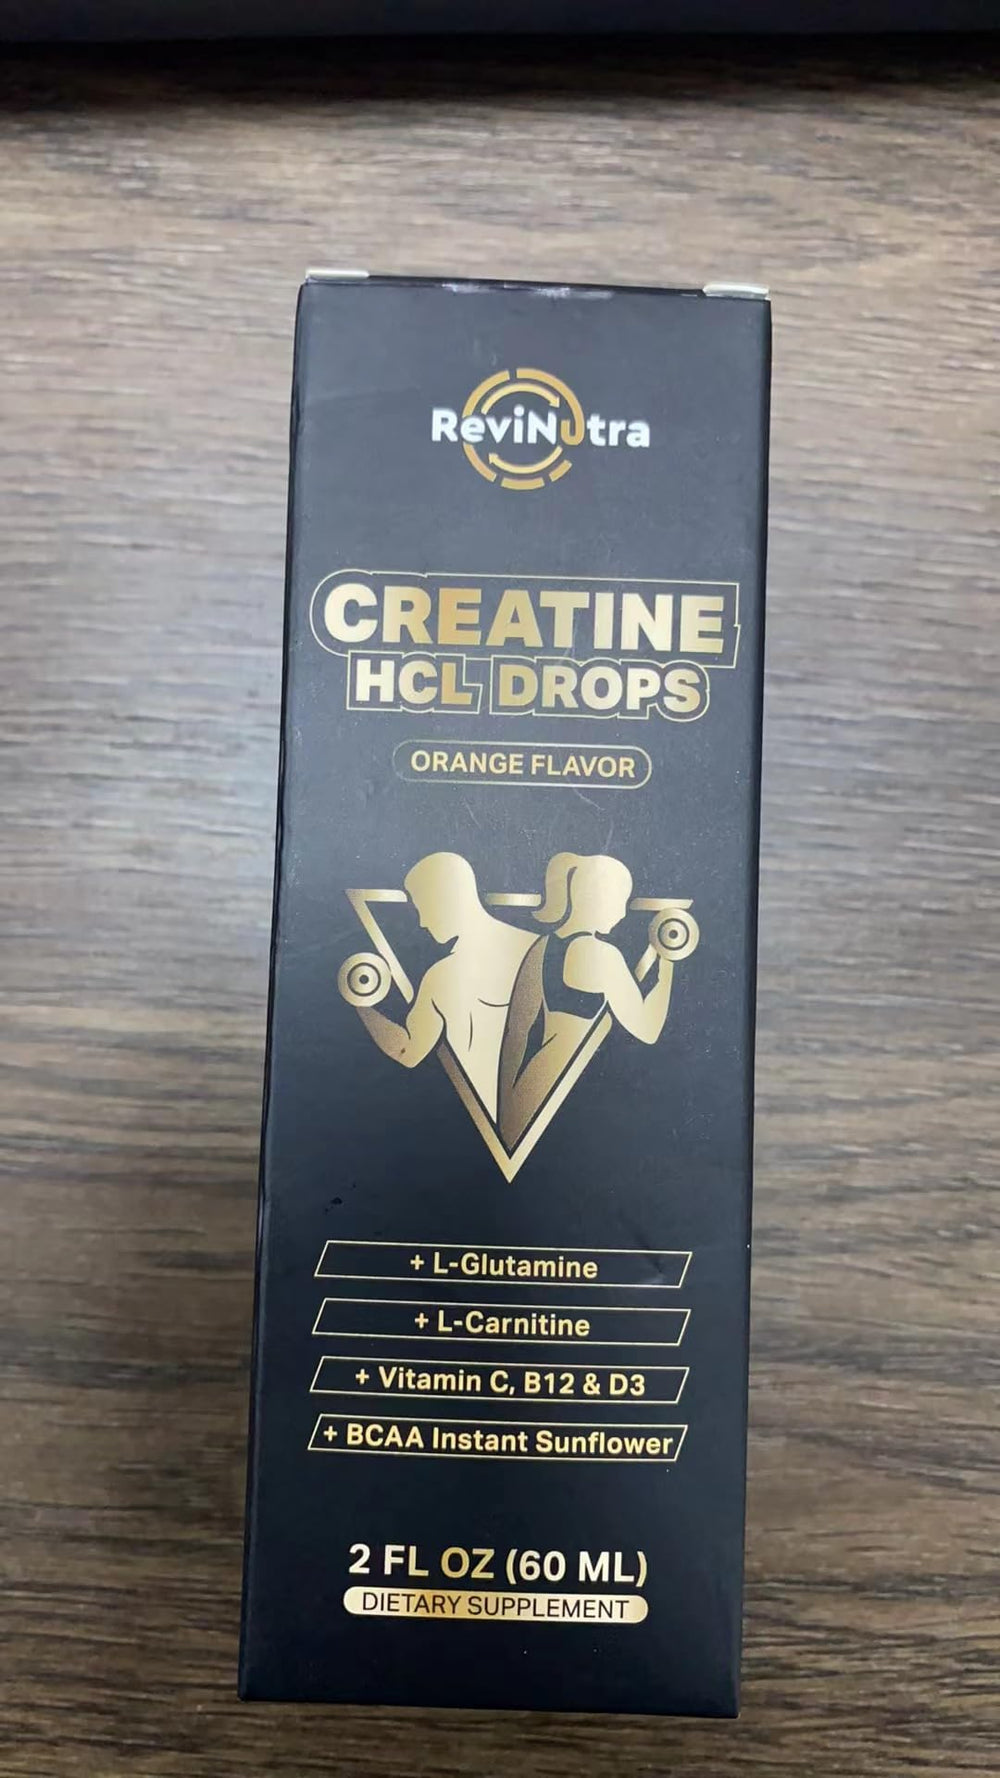 ReviNutra
CREATINE
HCL DROPS
ORANGE FLAVOR
+ L-Glutamine
+ L-Carnitine
+ Vitamin C, B12 & D3
+ BCAA Instant Sunflower
2 FL OZ (60 ML)
DIETARY SUPPLEMENT